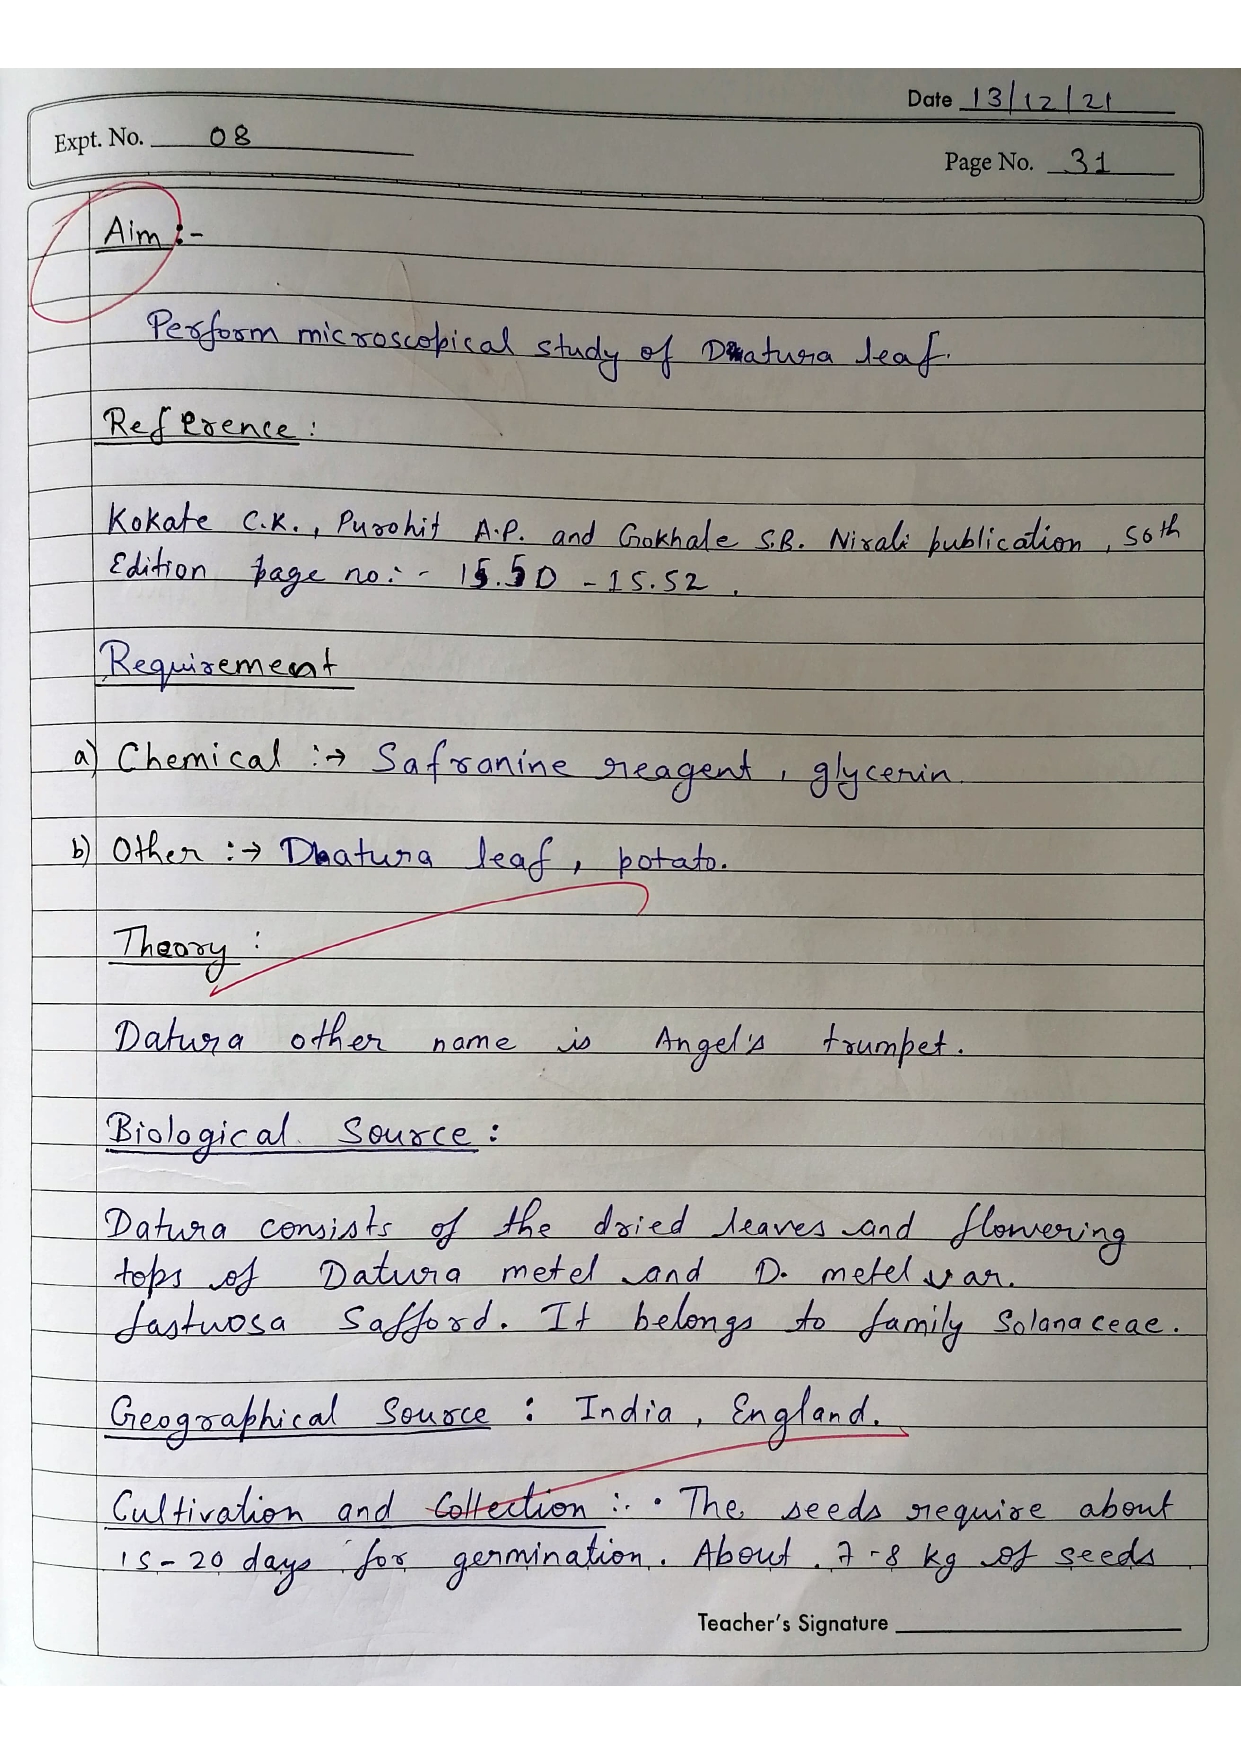 Date 13/12/21
Expt. No. 08
Page No. 31
Aim :-
Perform microscopical study of Datura leaf.
Reference :
Kokate C.K., Purohit A.P. and Gokhale S.B. Nirali publication, 56th
Edition page no:- 15.50 - 15.52.
Requirement
a) Chemical :→ Safranine reagent, glycerin.
b) Other :→ Datura leaf, potato.
Theory :
Datura other name is Angel's trumpet.
Biological Source :
Datura consists of the dried leaves and flowering
tops of Datura metel and D. metel var.
fastuosa Safford. It belongs to family Solanaceae.
Geographical Source : India, England.
Cultivation and Collection :. • The seeds require about
15-20 days for germination. About 7-8 kg of seeds
Teacher's Signature